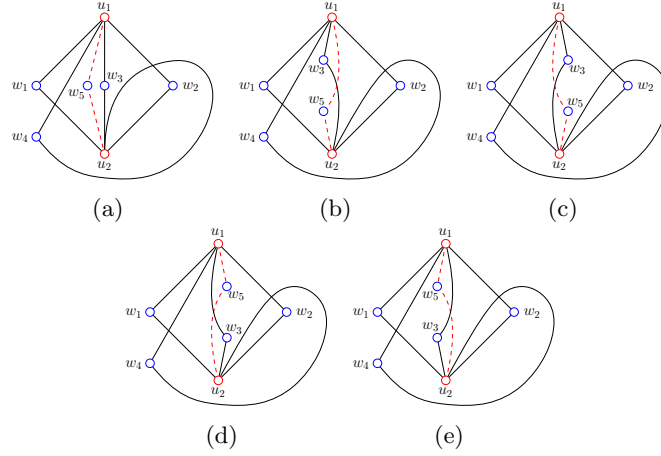 u₁ u₁ u₁
w₃ w₃
w₁ w₅ w₃ w₂ w₁ w₂ w₁ w₂
w₅ w₅
w₄ w₄ w₄
u₂ u₂ u₂
(a) (b) (c)
u₁ u₁
w₅ w₅
w₁ w₂ w₁ w₂
w₃ w₃
w₄ w₄
u₂ u₂
(d) (e)